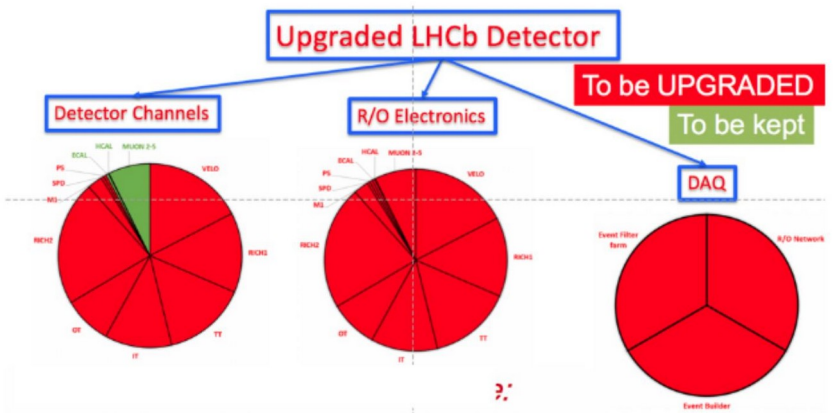 Upgraded LHCb Detector
To be UPGRADED
To be kept
Detector Channels
R/O Electronics
DAQ
HCAL
MUON 2-5
ECAL
VELO
PS
SPD
M1
RICH2
RICH1
OT
TT
IT
HCAL
MUON 2-5
ECAL
PS
SPD
M1
RICH2
RICH1
OT
TT
IT
Event Filter
farm
R/O Network
Event Builder